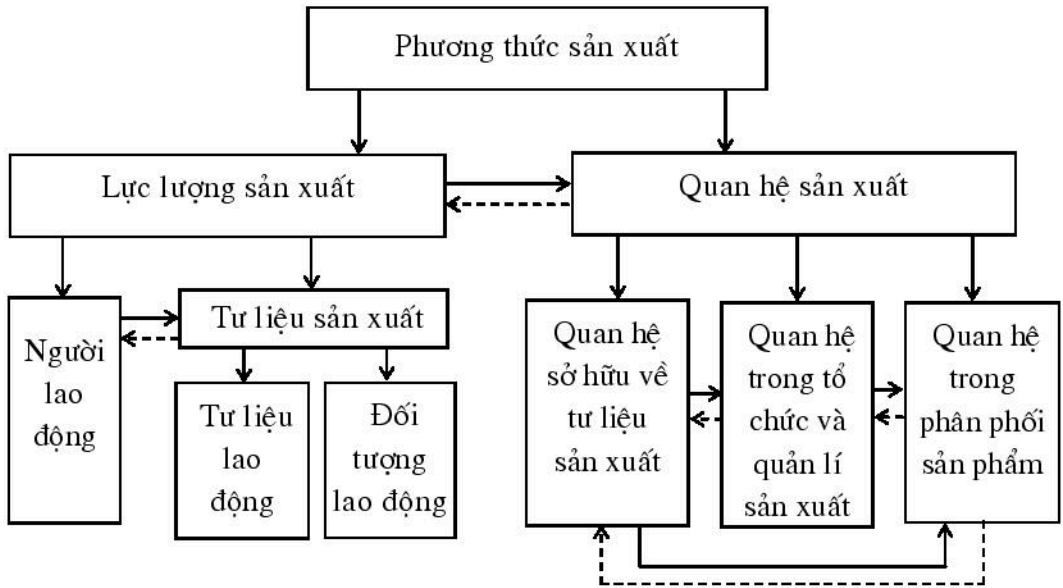 Phương thức sản xuất
Lực lượng sản xuất
Quan hệ sản xuất
Người
lao
động
Tư liệu sản xuất
Tư liệu
lao
động
Đối
tượng
lao động
Quan hệ
sở hữu về
tư liệu
sản xuất
Quan hệ
trong tổ
chức và
quản lí
sản xuất
Quan hệ
trong
phân phối
sản phẩm